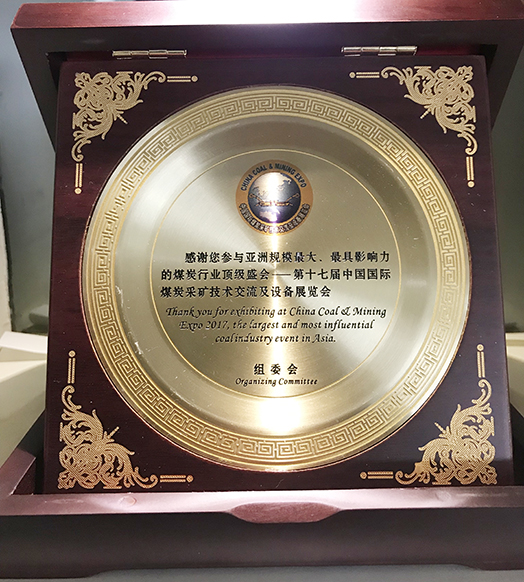 CHINA COAL & MINING EXPO
感谢您参与亚洲规模最大、最具影响力
的煤炭行业顶级盛会——第十七届中国国际
煤炭采矿技术交流及设备展览会
Thank you for exhibiting at China Coal & Mining
Expo 2017, the largest and most influential
coal industry event in Asia.
组委会
Organizing Committee